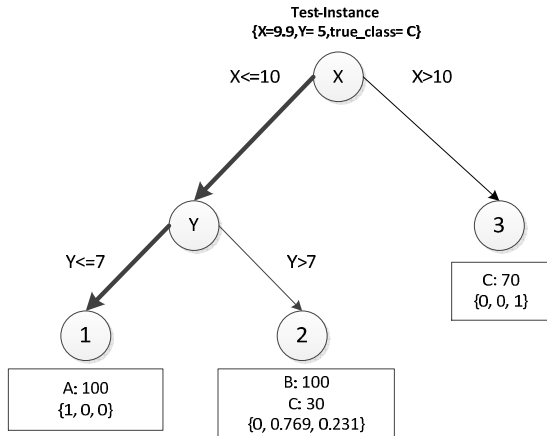 Test-Instance
{X=9.9,Y= 5,true_class= C}
X<=10
X
X>10
Y
3
Y<=7
Y>7
C: 70
{0, 0, 1}
1
2
A: 100
{1, 0, 0}
B: 100
C: 30
{0, 0.769, 0.231}